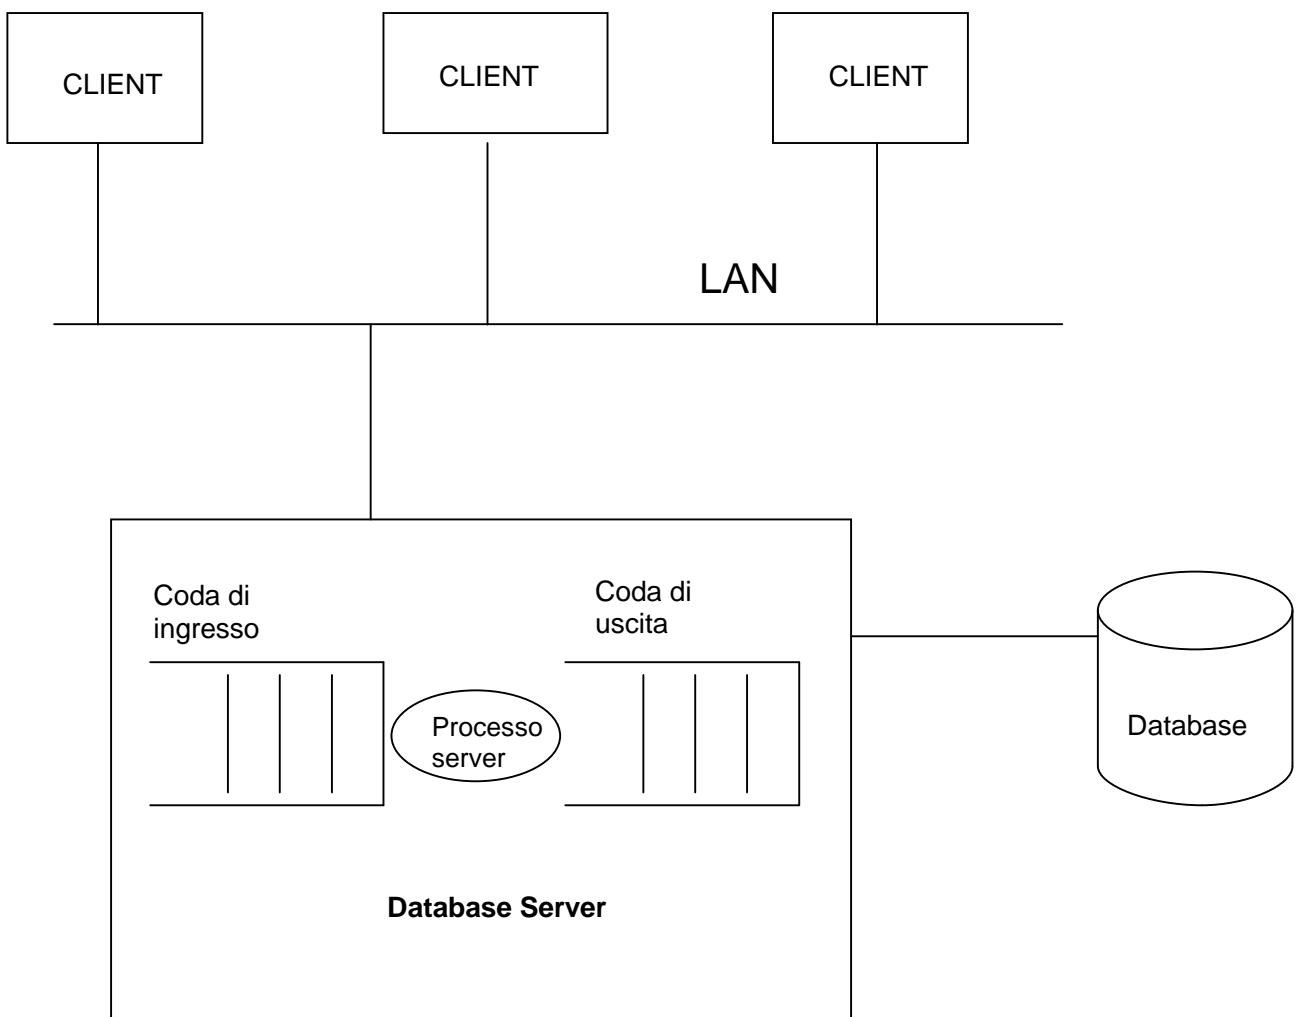 CLIENT
CLIENT
CLIENT
LAN
Coda di
ingresso
Coda di
uscita
Processo
server
Database
Database Server